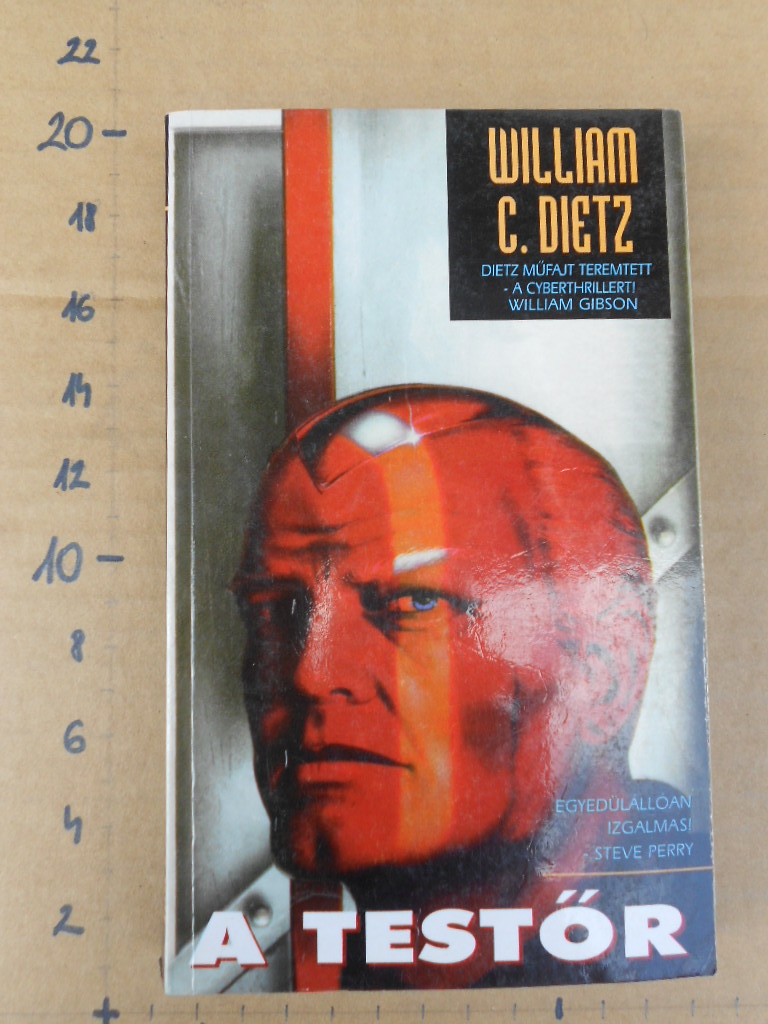 22
20
18
16
14
12
10
8
6
4
2
WILLIAM
C. DIETZ
DIETZ MŰFAJT TEREMTETT
- A CYBERTHRILLERT!
WILLIAM GIBSON
EGYEDÜLÁLLÓAN
IZGALMAS!
- STEVE PERRY
A TESTŐR